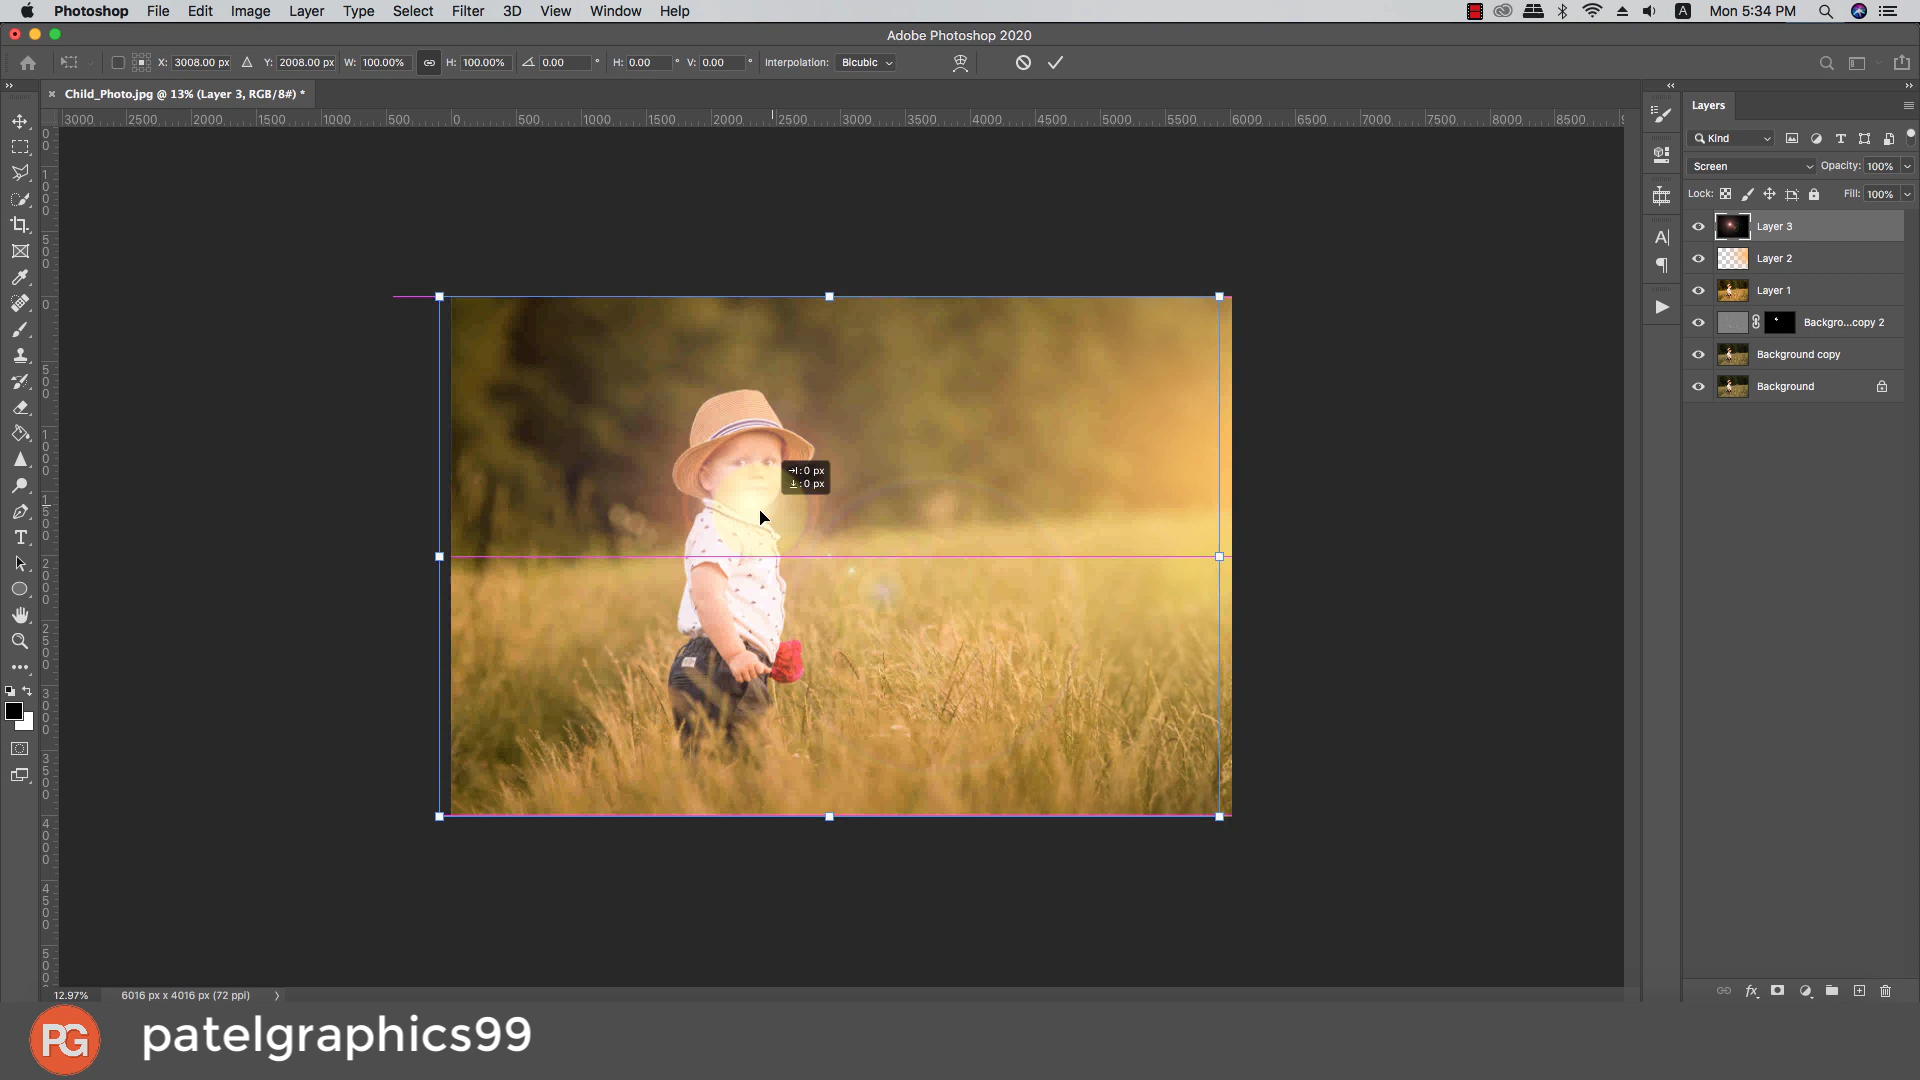 Photoshop File Edit Image Layer Type Select Filter 3D View Window Help A Mon 5:34 PM
Adobe Photoshop 2020
X: 3008.00 px Y: 2008.00 px W: 100.00% H: 100.00% 0.00 ° H: 0.00 ° V: 0.00 ° Interpolation: Bicubic
Child_Photo.jpg @ 13% (Layer 3, RGB/8#) *
3000 2500 2000 1500 1000 500 0 500 1000 1500 2000 2500 3000 3500 4000 4500 5000 5500 6000 6500 7000 7500 8000 8500
Layers
Kind
Screen Opacity: 100%
Lock: Fill: 100%
Layer 3
Layer 2
Layer 1
Backgro...copy 2
Background copy
Background
:0 px
:0 px
12.97% 6016 px x 4016 px (72 ppi)
PG patelgraphics99